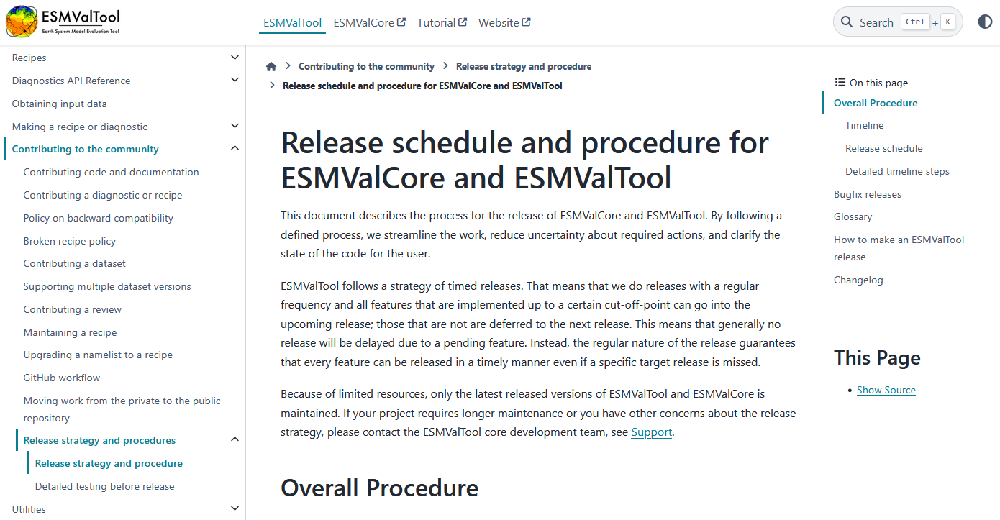 ESMValTool
Earth System Model Evaluation Tool
ESMValTool
ESMValCore
Tutorial
Website
Search Ctrl + K
Recipes
Diagnostics API Reference
Obtaining input data
Making a recipe or diagnostic
Contributing to the community
Contributing code and documentation
Contributing a diagnostic or recipe
Policy on backward compatibility
Broken recipe policy
Contributing a dataset
Supporting multiple dataset versions
Contributing a review
Maintaining a recipe
Upgrading a namelist to a recipe
GitHub workflow
Moving work from the private to the public
repository
Release strategy and procedures
Release strategy and procedure
Detailed testing before release
Utilities
Contributing to the community > Release strategy and procedure
> Release schedule and procedure for ESMValCore and ESMValTool
Release schedule and procedure for
ESMValCore and ESMValTool
This document describes the process for the release of ESMValCore and ESMValTool. By following a
defined process, we streamline the work, reduce uncertainty about required actions, and clarify the
state of the code for the user.
ESMValTool follows a strategy of timed releases. That means that we do releases with a regular
frequency and all features that are implemented up to a certain cut-off-point can go into the
upcoming release; those that are not are deferred to the next release. This means that generally no
release will be delayed due to a pending feature. Instead, the regular nature of the release guarantees
that every feature can be released in a timely manner even if a specific target release is missed.
Because of limited resources, only the latest released versions of ESMValTool and ESMValCore is
maintained. If your project requires longer maintenance or you have other concerns about the release
strategy, please contact the ESMValTool core development team, see Support.
Overall Procedure
On this page
Overall Procedure
Timeline
Release schedule
Detailed timeline steps
Bugfix releases
Glossary
How to make an ESMValTool
release
Changelog
This Page
• Show Source